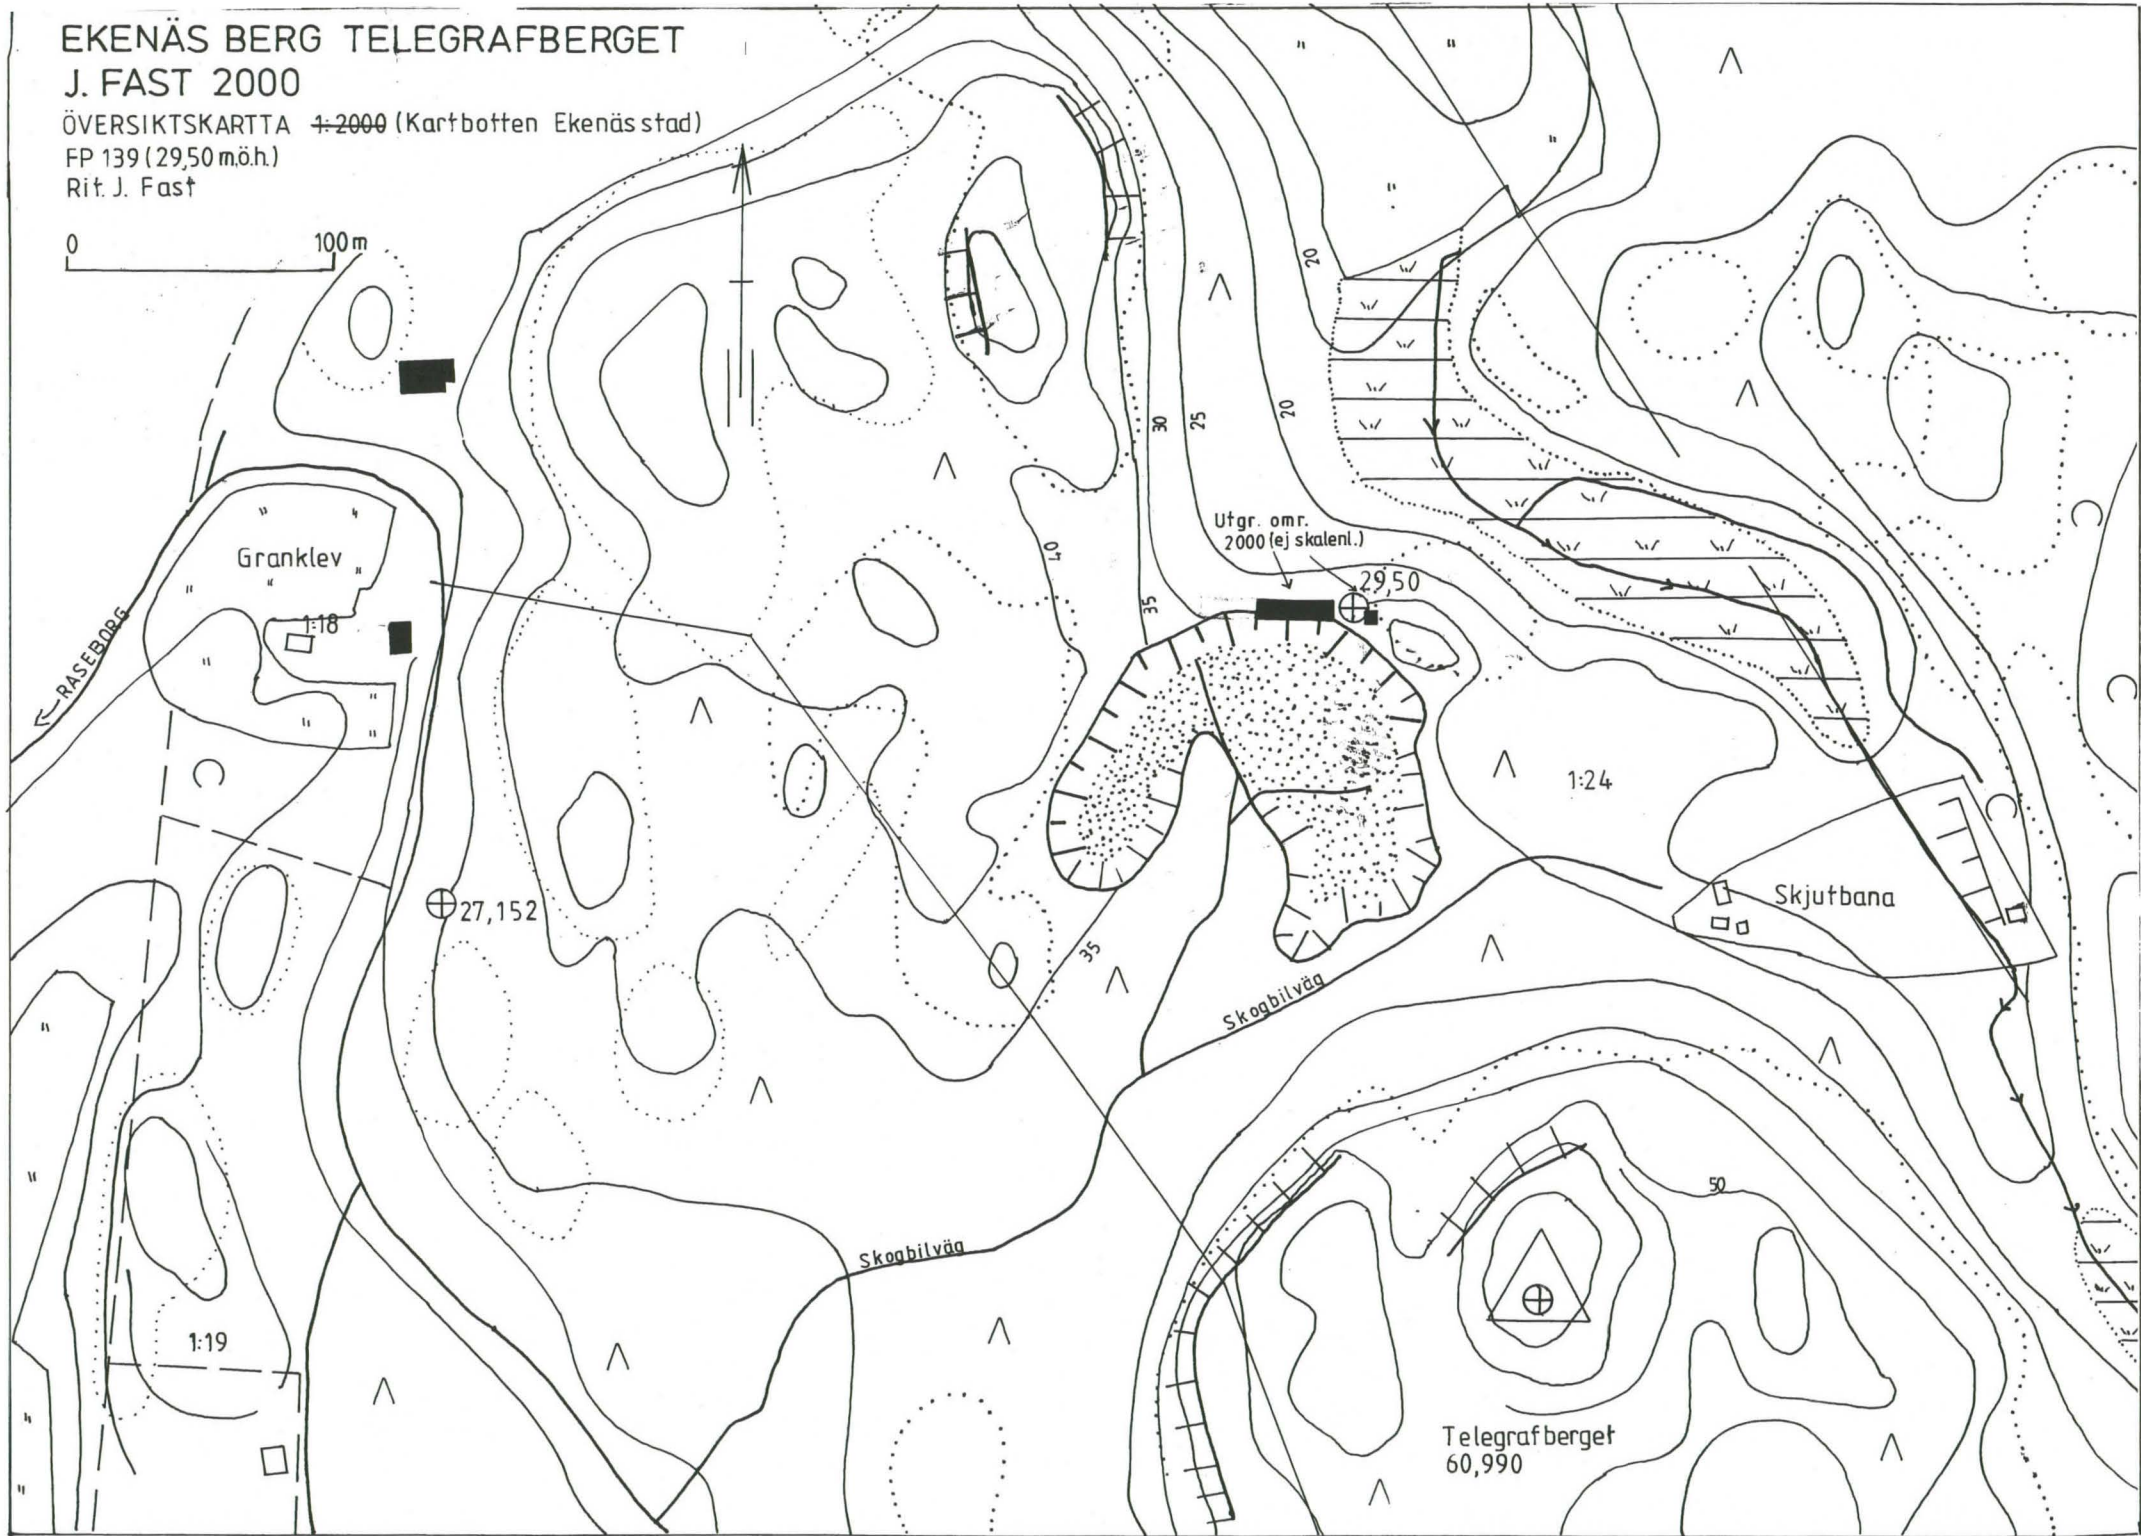 EKENÄS BERG TELEGRAFBERGET
J. FAST 2000
ÖVERSIKTSKARTTA 1:2000 (Kartbotten Ekenäs stad)
FP 139 (29,50 m.ö.h.)
Rit. J. Fast
0 100 m
20
30
25
20
Utgr. omr.
2000 (ej skalenl.)
29,50
Granklev
1:18
← RASEBORG
40
35
1:24
Skjutbana
27,152
35
Skogbilväg
Skogbilväg
50
1:19
Telegrafberget
60,990